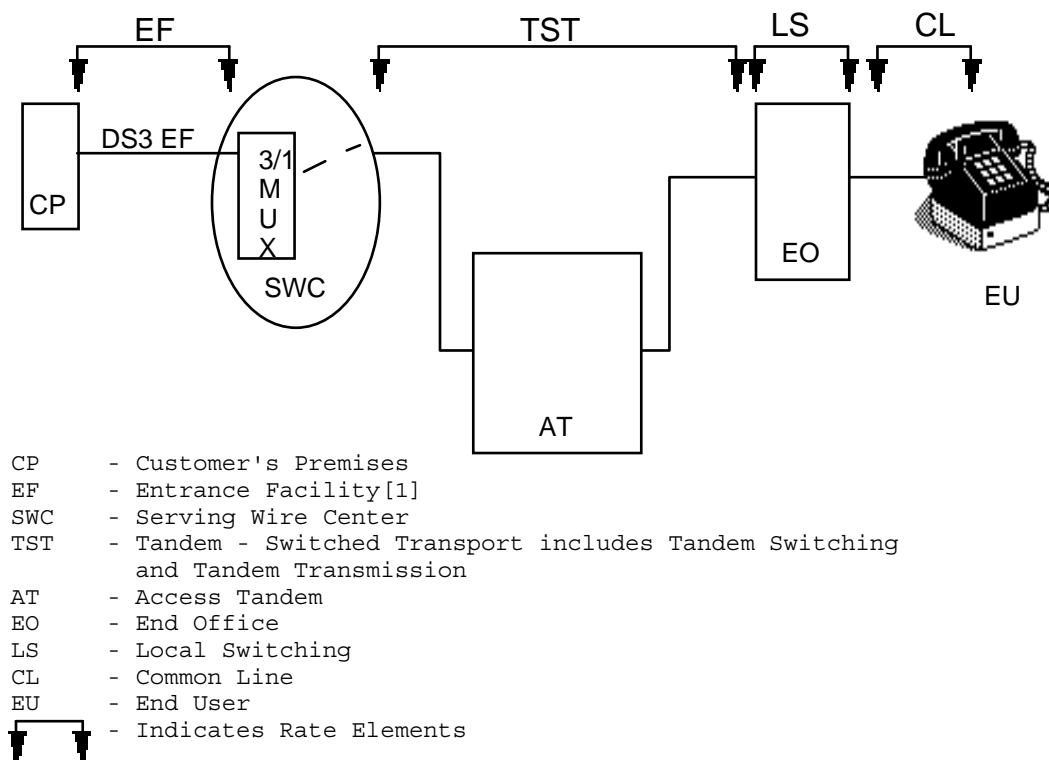 EF
TST
LS
CL
DS3 EF
3/1
M
U
X
CP
SWC
AT
EO
EU
CP - Customer's Premises
EF - Entrance Facility[1]
SWC - Serving Wire Center
TST - Tandem - Switched Transport includes Tandem Switching
and Tandem Transmission
AT - Access Tandem
EO - End Office
LS - Local Switching
CL - Common Line
EU - End User
- Indicates Rate Elements